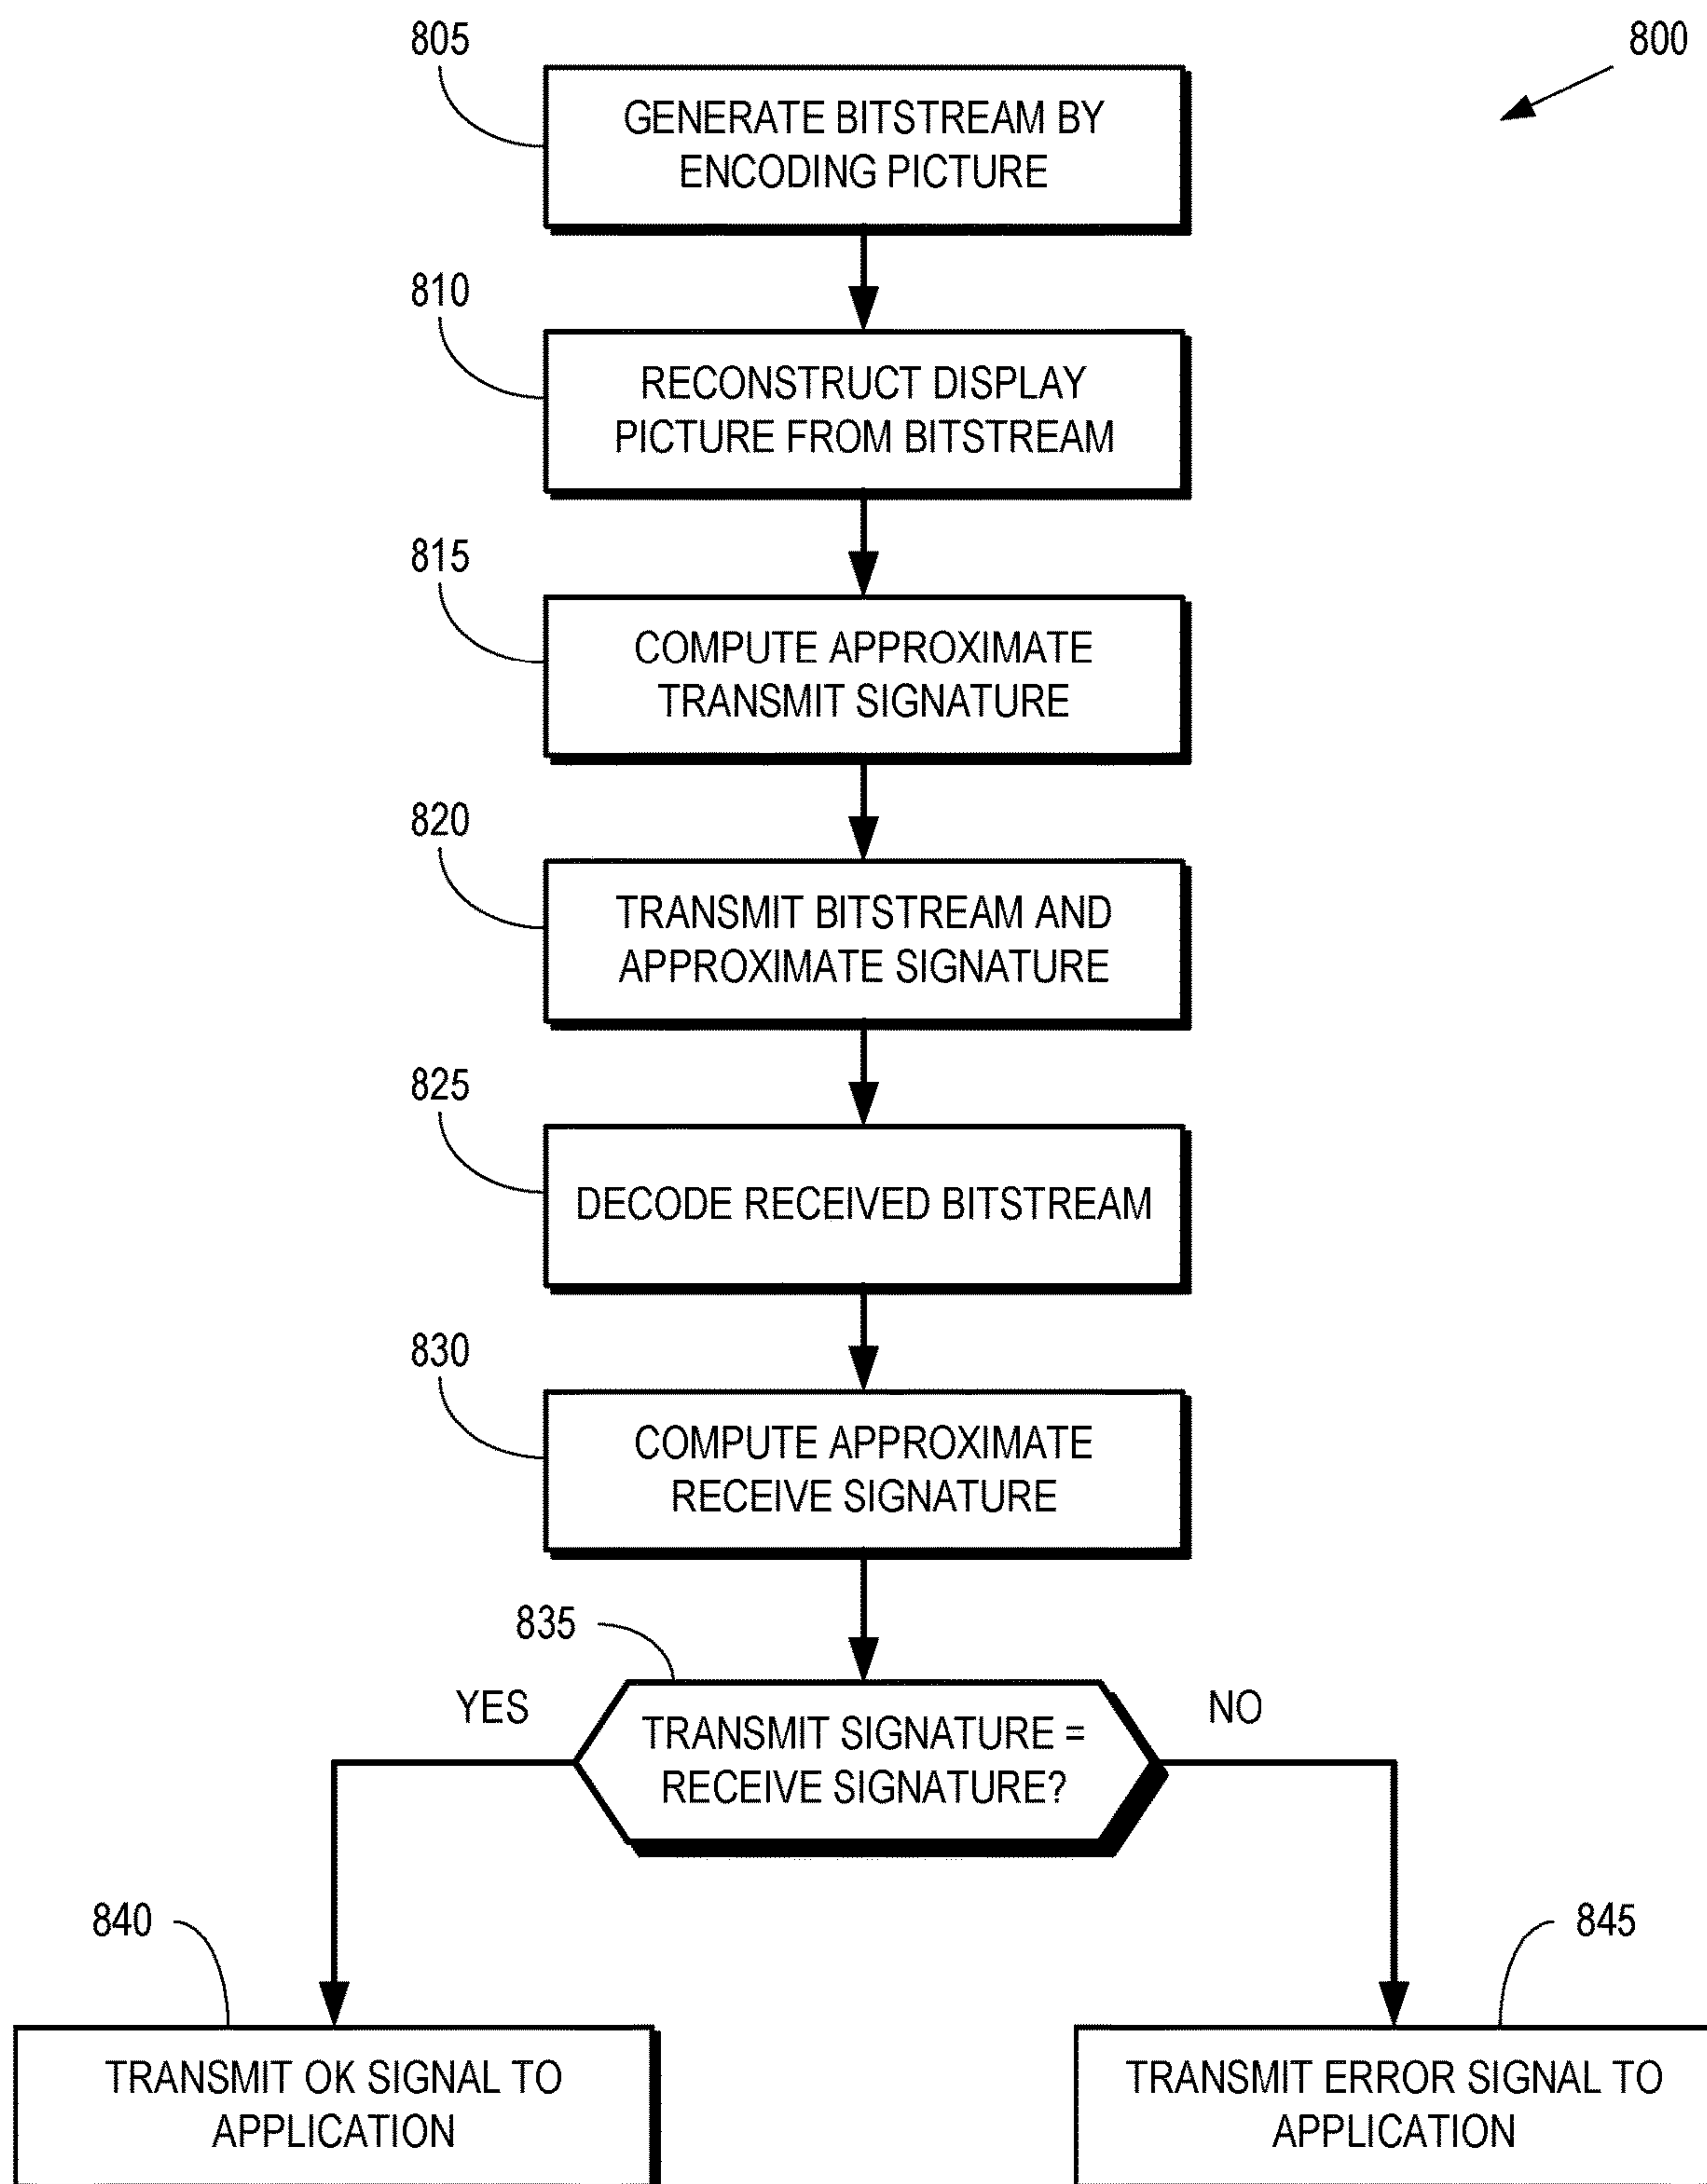 805
800
GENERATE BITSTREAM BY
ENCODING PICTURE
810
RECONSTRUCT DISPLAY
PICTURE FROM BITSTREAM
815
COMPUTE APPROXIMATE
TRANSMIT SIGNATURE
820
TRANSMIT BITSTREAM AND
APPROXIMATE SIGNATURE
825
DECODE RECEIVED BITSTREAM
830
COMPUTE APPROXIMATE
RECEIVE SIGNATURE
835
YES
NO
TRANSMIT SIGNATURE =
RECEIVE SIGNATURE?
840
845
TRANSMIT OK SIGNAL TO
APPLICATION
TRANSMIT ERROR SIGNAL TO
APPLICATION